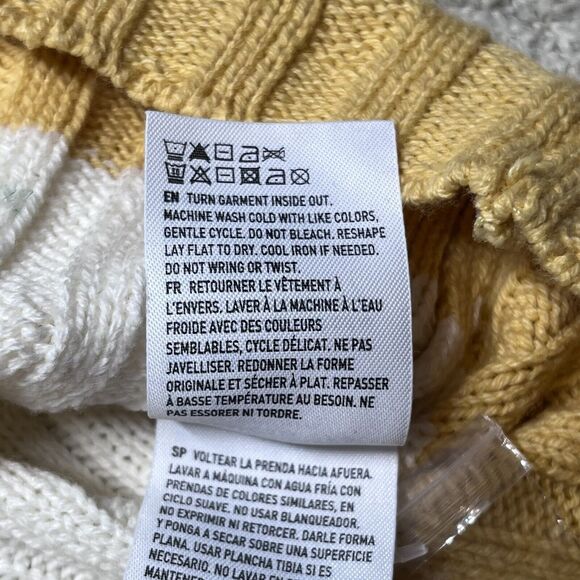 EN TURN GARMENT INSIDE OUT.
MACHINE WASH COLD WITH LIKE COLORS,
GENTLE CYCLE. DO NOT BLEACH. RESHAPE
LAY FLAT TO DRY. COOL IRON IF NEEDED.
DO NOT WRING OR TWIST.
FR RETOURNER LE VÊTEMENT À
L'ENVERS. LAVER À LA MACHINE À L'EAU
FROIDE AVEC DES COULEURS
SEMBLABLES, CYCLE DÉLICAT. NE PAS
JAVELLISER. REDONNER LA FORME
ORIGINALE ET SÉCHER À PLAT. REPASSER
À BASSE TEMPÉRATURE AU BESOIN. NE
PAS ESSORER NI TORDRE.
SP VOLTEAR LA PRENDA HACIA AFUERA.
LAVAR A MÁQUINA CON AGUA FRÍA CON
PRENDAS DE COLORES SIMILARES, EN
CICLO SUAVE. NO USAR BLANQUEADOR.
NO EXPRIMIR NI RETORCER. DARLE FORMA
Y PONGA A SECAR SOBRE UNA SUPERFICIE
PLANA. USAR PLANCHA TIBIA SI ES
NECESARIO. NO LAVAR EN
MANTENER